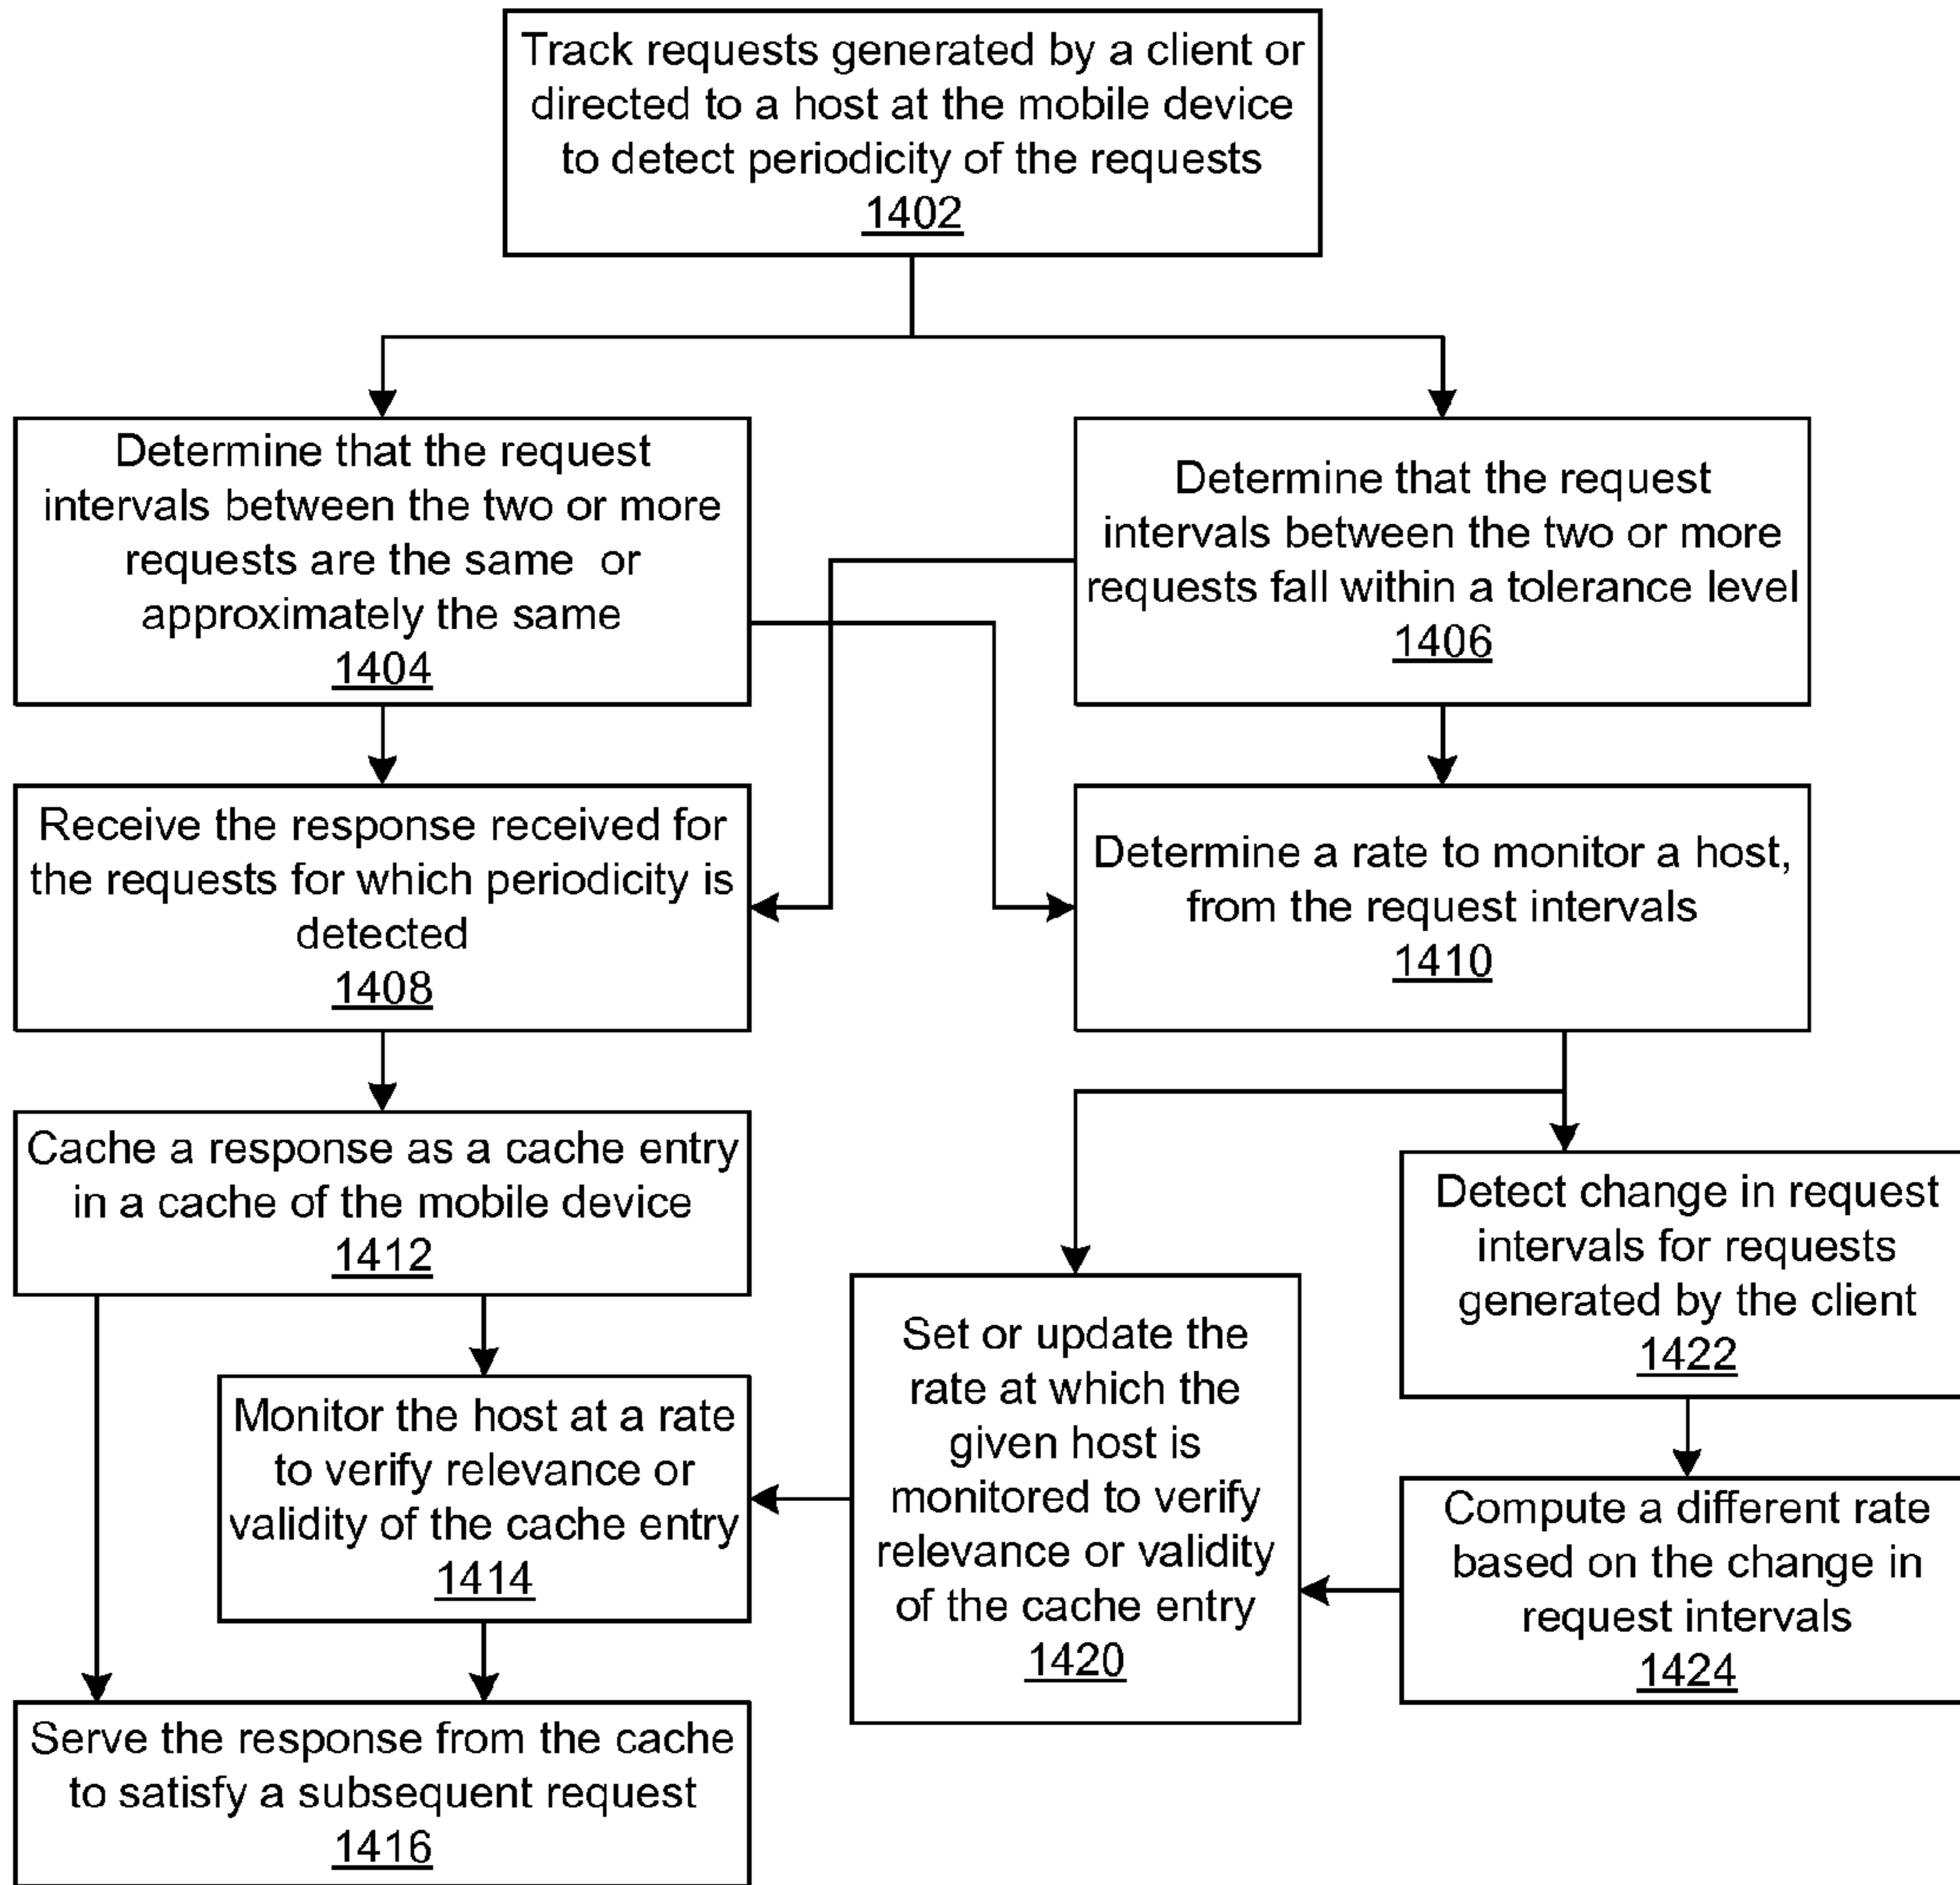 Track requests generated by a client or
directed to a host at the mobile device
to detect periodicity of the requests
1402
Determine that the request
intervals between the two or more
requests are the same or
approximately the same
1404
Determine that the request
intervals between the two or more
requests fall within a tolerance level
1406
Receive the response received for
the requests for which periodicity is
detected
1408
Determine a rate to monitor a host,
from the request intervals
1410
Cache a response as a cache entry
in a cache of the mobile device
1412
Detect change in request
intervals for requests
generated by the client
1422
Set or update the
rate at which the
given host is
monitored to verify
relevance or validity
of the cache entry
1420
Monitor the host at a rate
to verify relevance or
validity of the cache entry
1414
Compute a different rate
based on the change in
request intervals
1424
Serve the response from the cache
to satisfy a subsequent request
1416